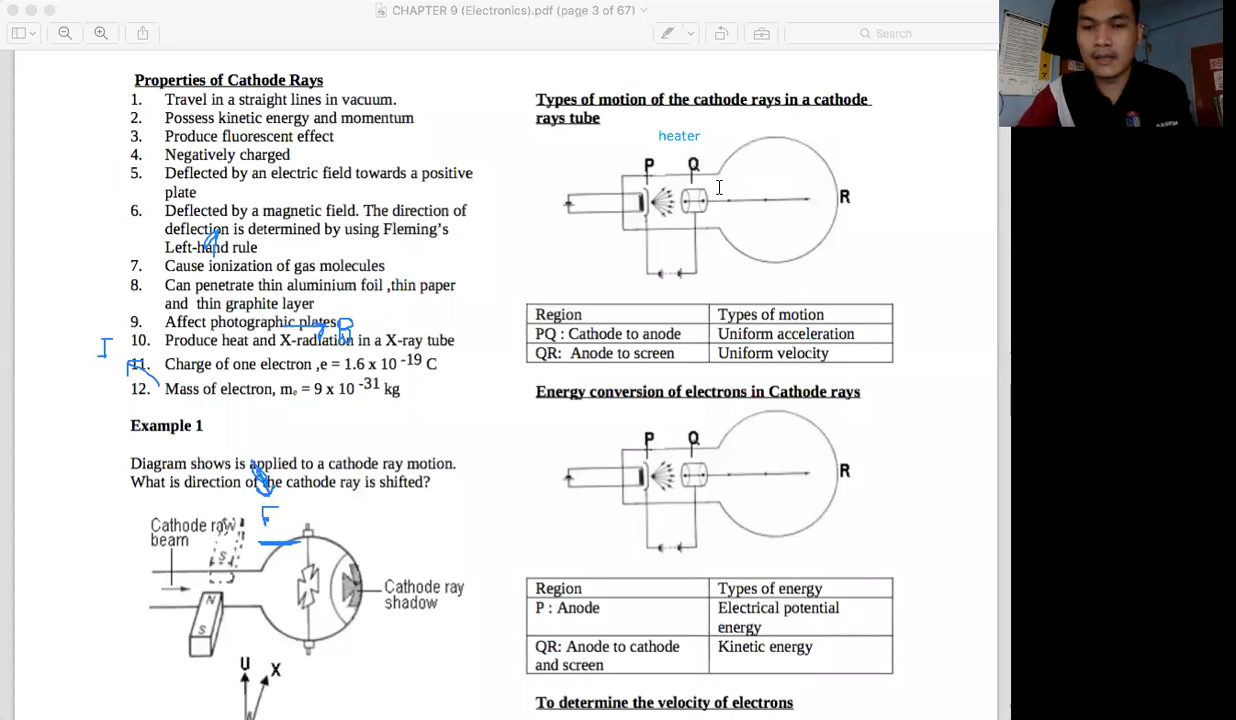 CHAPTER 9 (Electronics).pdf (page 3 of 67)
Search
Properties of Cathode Rays
1. Travel in a straight lines in vacuum.
2. Possess kinetic energy and momentum
3. Produce fluorescent effect
4. Negatively charged
5. Deflected by an electric field towards a positive
plate
6. Deflected by a magnetic field. The direction of
deflection is determined by using Fleming’s
Left-hand rule
7. Cause ionization of gas molecules
8. Can penetrate thin aluminium foil ,thin paper
and thin graphite layer
9. Affect photographic plates
B
10. Produce heat and X-radiation in a X-ray tube
I
11. Charge of one electron ,e = 1.6 x 10 -19 C
12. Mass of electron, me = 9 x 10 -31 kg
Example 1
Diagram shows is applied to a cathode ray motion.
What is direction of the cathode ray is shifted?
F
Cathode ray
beam
N
S
S
N
Cathode ray
shadow
U X
Types of motion of the cathode rays in a cathode
rays tube
heater
P Q
R
Region Types of motion
PQ : Cathode to anode Uniform acceleration
QR: Anode to screen Uniform velocity
Energy conversion of electrons in Cathode rays
P Q
R
Region Types of energy
P : Anode Electrical potential
energy
QR: Anode to cathode Kinetic energy
and screen
To determine the velocity of electrons